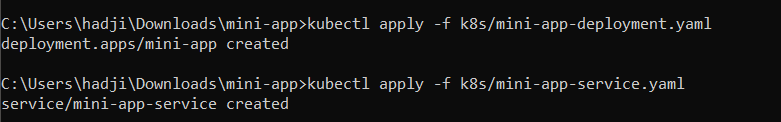 C:\Users\hadji\Downloads\mini-app>kubectl apply -f k8s/mini-app-deployment.yaml
deployment.apps/mini-app created
C:\Users\hadji\Downloads\mini-app>kubectl apply -f k8s/mini-app-service.yaml
service/mini-app-service created